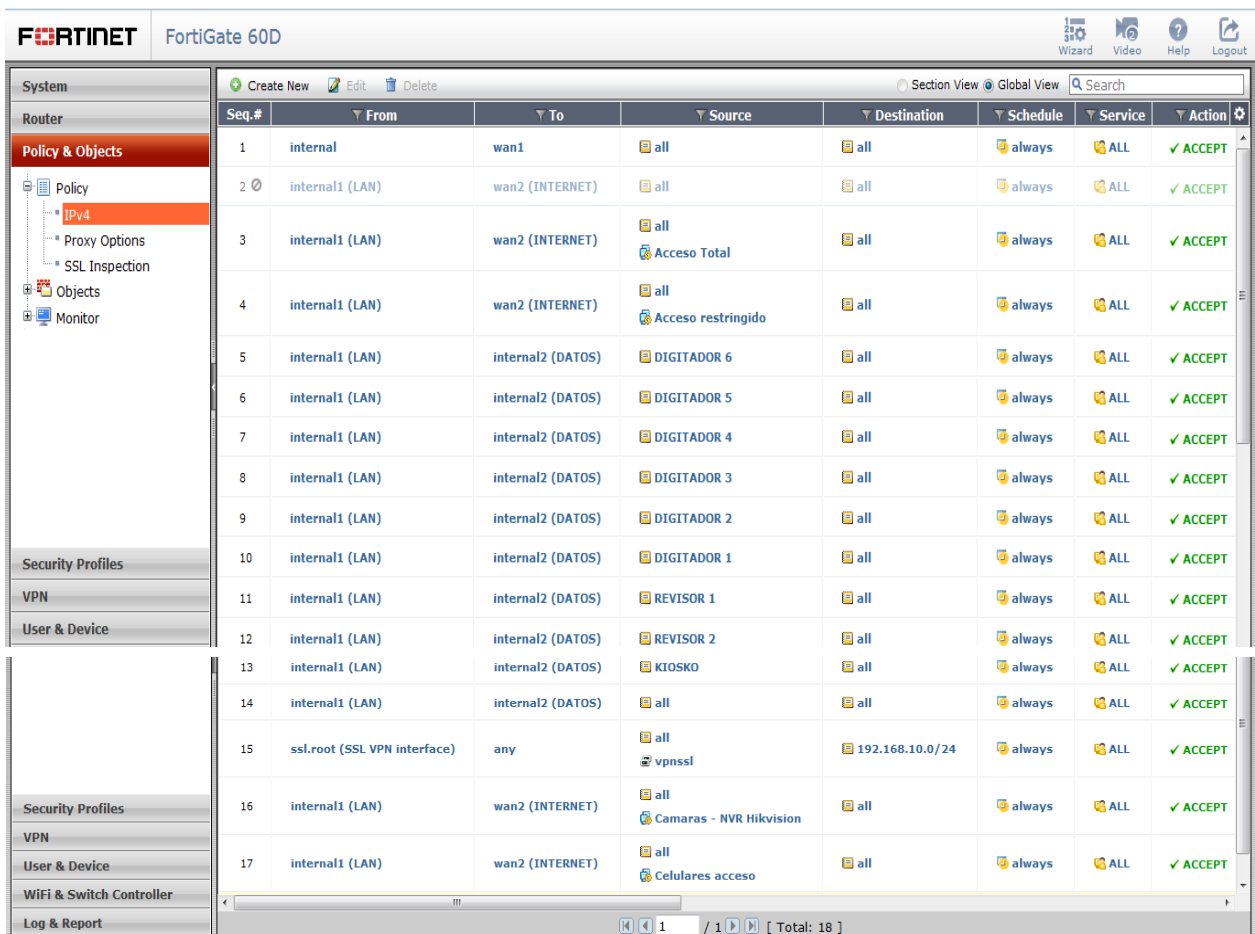 FORTINET FortiGate 60D
Wizard Video Help Logout
System
Router
Policy & Objects
Policy
IPv4
Proxy Options
SSL Inspection
Objects
Monitor
Security Profiles
VPN
User & Device
Security Profiles
VPN
User & Device
WiFi & Switch Controller
Log & Report
Create New Edit Delete Section View Global View Search
Seq.# From To Source Destination Schedule Service Action
1 internal wan1 all all always ALL ACCEPT
2 internal1 (LAN) wan2 (INTERNET) all all always ALL ACCEPT
3 internal1 (LAN) wan2 (INTERNET) all all always ALL ACCEPT
Acceso Total
4 internal1 (LAN) wan2 (INTERNET) all all always ALL ACCEPT
Acceso restringido
5 internal1 (LAN) internal2 (DATOS) DIGITADOR 6 all always ALL ACCEPT
6 internal1 (LAN) internal2 (DATOS) DIGITADOR 5 all always ALL ACCEPT
7 internal1 (LAN) internal2 (DATOS) DIGITADOR 4 all always ALL ACCEPT
8 internal1 (LAN) internal2 (DATOS) DIGITADOR 3 all always ALL ACCEPT
9 internal1 (LAN) internal2 (DATOS) DIGITADOR 2 all always ALL ACCEPT
10 internal1 (LAN) internal2 (DATOS) DIGITADOR 1 all always ALL ACCEPT
11 internal1 (LAN) internal2 (DATOS) REVISOR 1 all always ALL ACCEPT
12 internal1 (LAN) internal2 (DATOS) REVISOR 2 all always ALL ACCEPT
13 internal1 (LAN) internal2 (DATOS) KIOSKO all always ALL ACCEPT
14 internal1 (LAN) internal2 (DATOS) all all always ALL ACCEPT
15 ssl.root (SSL VPN interface) any all 192.168.10.0/24 always ALL ACCEPT
vpnssl
16 internal1 (LAN) wan2 (INTERNET) all all always ALL ACCEPT
Camaras - NVR Hikvision
17 internal1 (LAN) wan2 (INTERNET) all all always ALL ACCEPT
Celulares acceso
1 / 1 [ Total: 18 ]